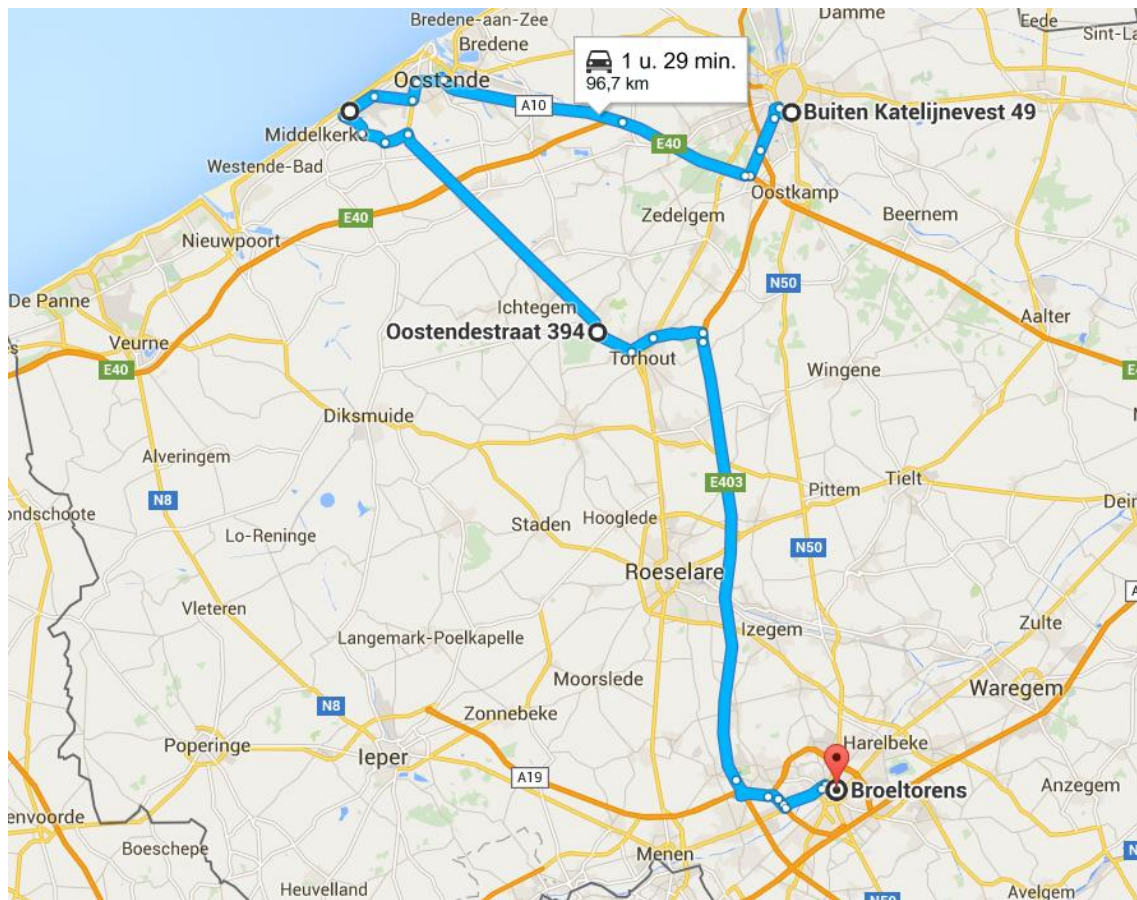 Bredene-aan-Zee
Damme
Eede
Sint-La
Bredene
Oostende
1 u. 29 min.
96,7 km
A10
Buiten Katelijnevest 49
Middelkerke
E40
Westende-Bad
Oostkamp
Zedelgem
Beernem
E40
Nieuwpoort
N50
De Panne
Ichtegem
Aalter
Oostendestraat 394
Veurne
Torhout
E40
Wingene
Diksmuide
Alveringem
E403
Tielt
Pittem
N8
Hooglede
Staden
ondschoote
Lo-Reninge
N50
Roeselare
Vleteren
Langemark-Poelkapelle
Izegem
Zulte
Moorslede
Waregem
N8
Zonnebeke
Poperinge
Ieper
Harelbeke
A19
Anzegem
Broeltorens
envoorde
Boeschepe
Menen
Heuvelland
Avelgem